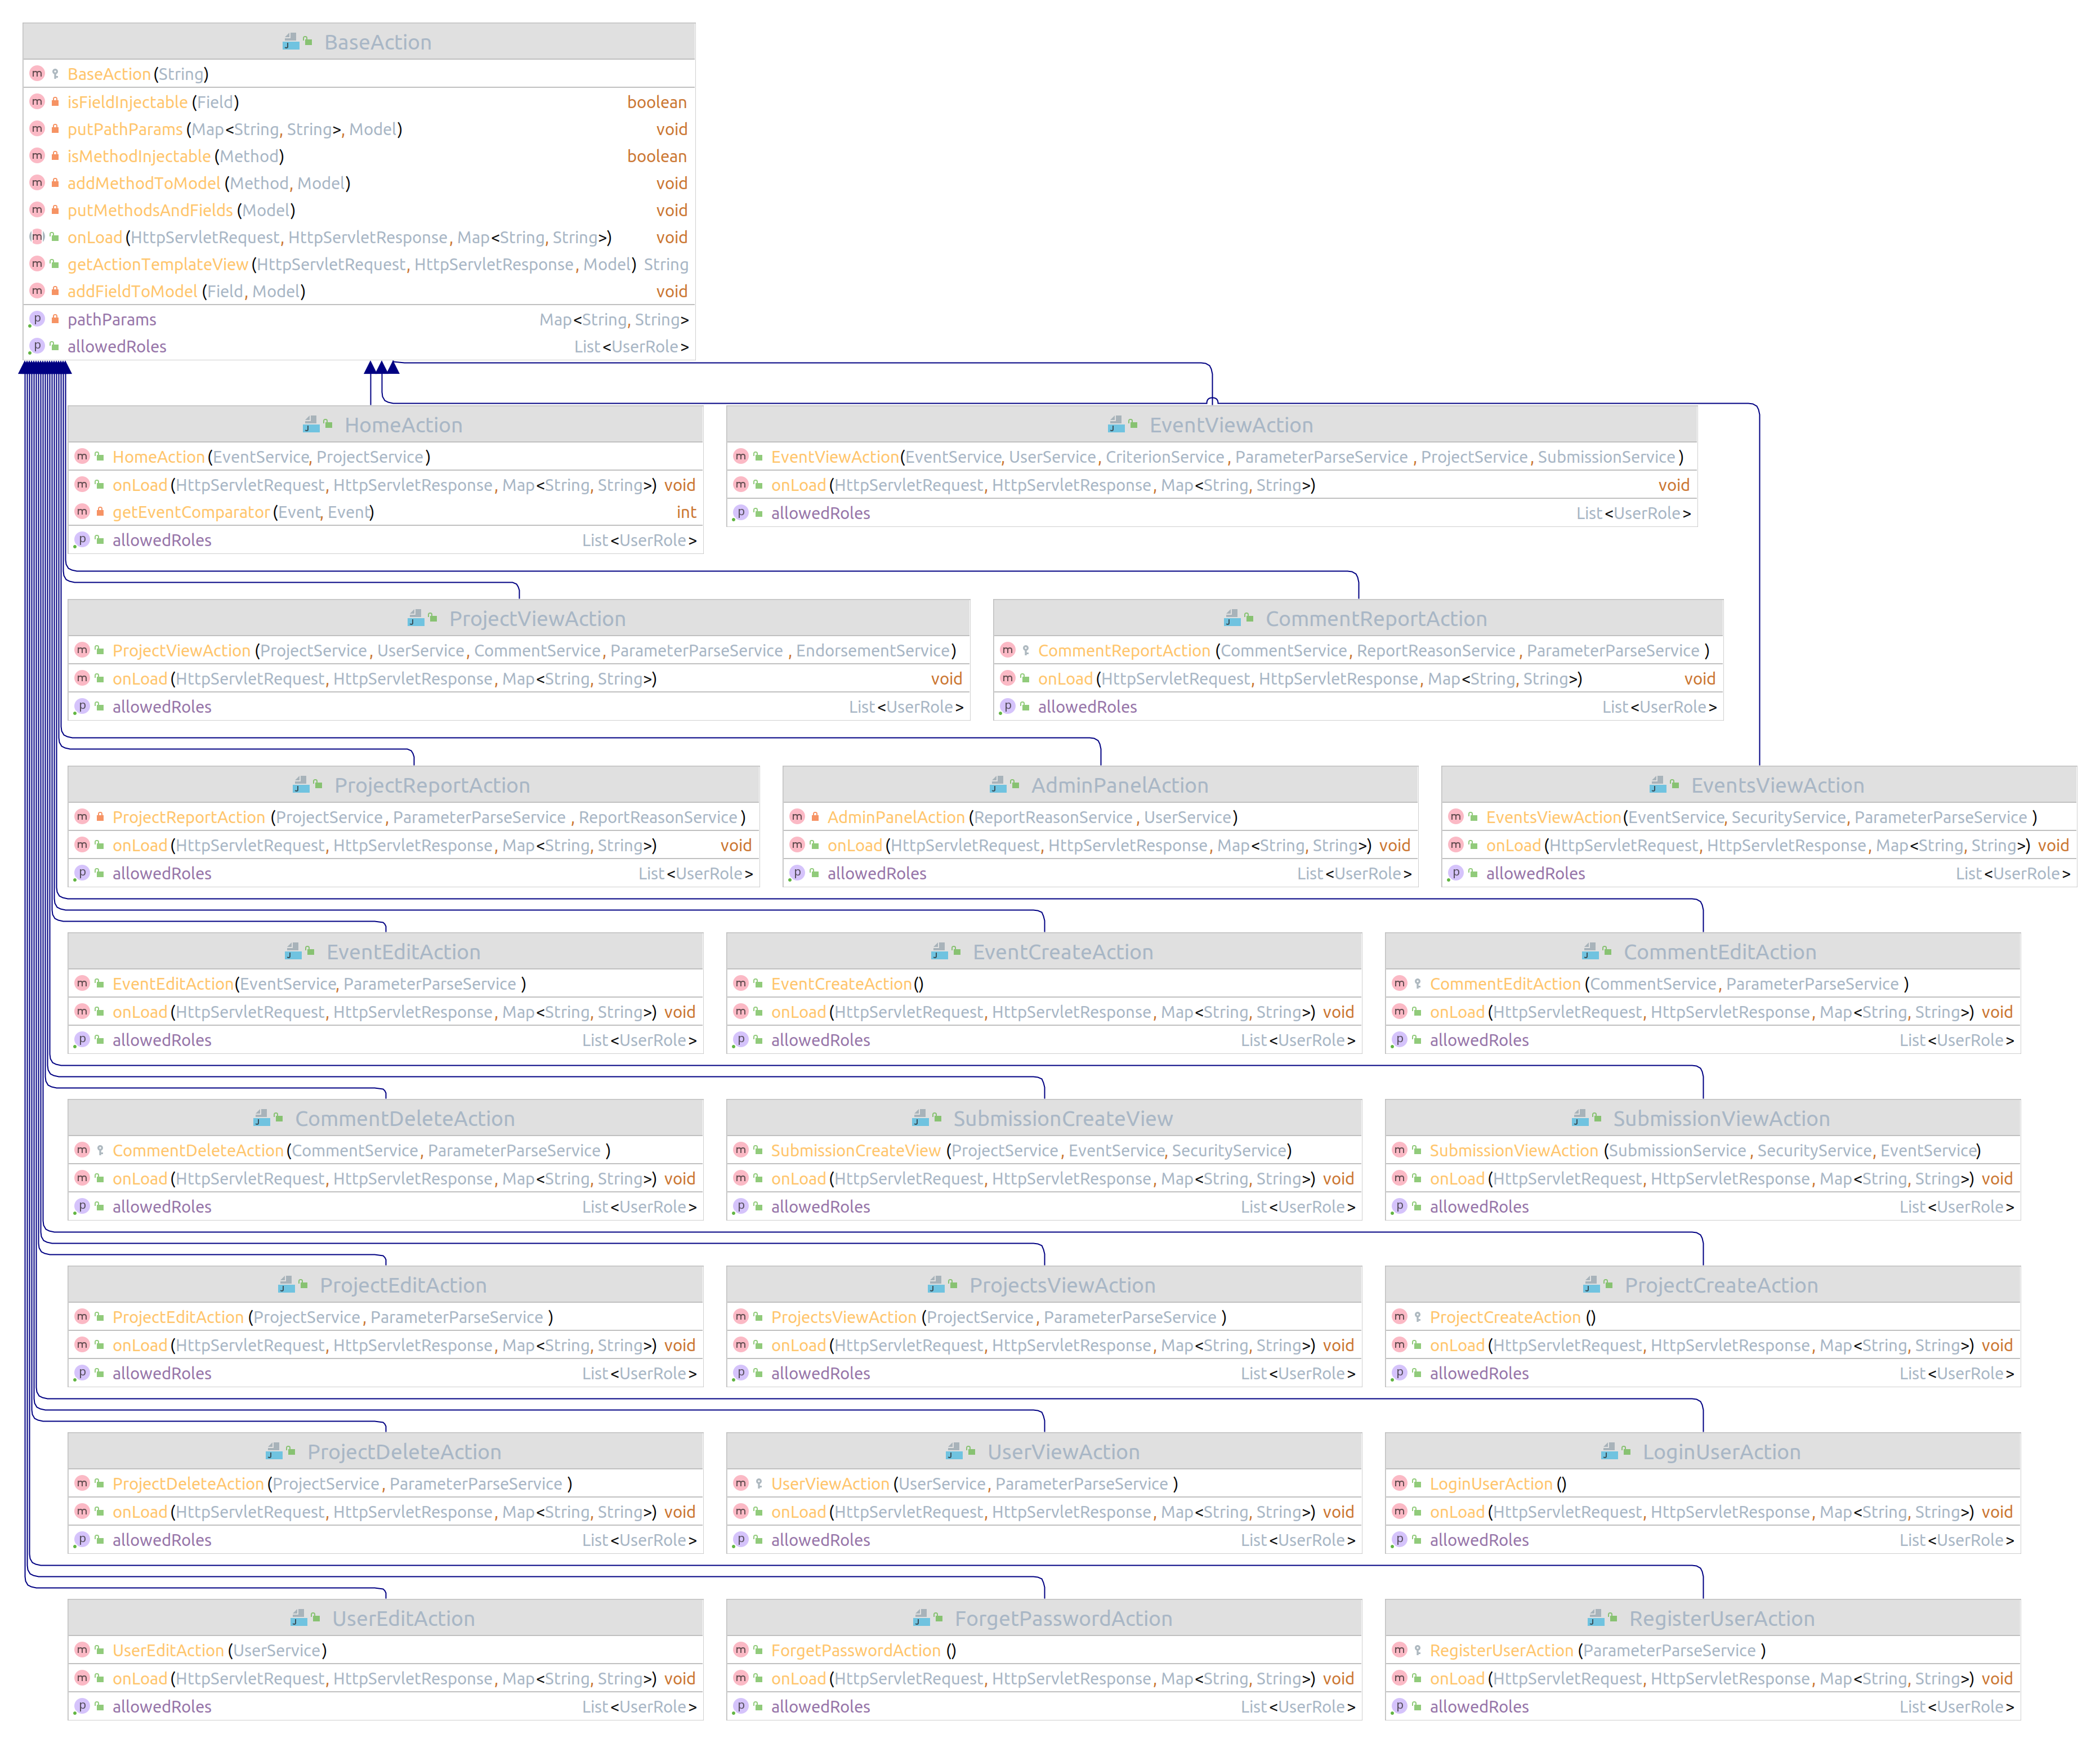 BaseAction
BaseAction(String)
isFieldInjectable(Field) boolean
putPathParams(Map<String, String>, Model) void
isMethodInjectable(Method) boolean
addMethodToModel(Method, Model) void
putMethodsAndFields(Model) void
onLoad(HttpServletRequest, HttpServletResponse, Map<String, String>) void
getActionTemplateView(HttpServletRequest, HttpServletResponse, Model) String
addFieldToModel(Field, Model) void
pathParams Map<String, String>
allowedRoles List<UserRole>
HomeAction
HomeAction(EventService, ProjectService)
onLoad(HttpServletRequest, HttpServletResponse, Map<String, String>) void
getEventComparator(Event, Event) int
allowedRoles List<UserRole>
EventViewAction
EventViewAction(EventService, UserService, CriterionService, ParameterParseService, ProjectService, SubmissionService)
onLoad(HttpServletRequest, HttpServletResponse, Map<String, String>) void
allowedRoles List<UserRole>
ProjectViewAction
ProjectViewAction(ProjectService, UserService, CommentService, ParameterParseService, EndorsementService)
onLoad(HttpServletRequest, HttpServletResponse, Map<String, String>) void
allowedRoles List<UserRole>
CommentReportAction
CommentReportAction(CommentService, ReportReasonService, ParameterParseService)
onLoad(HttpServletRequest, HttpServletResponse, Map<String, String>) void
allowedRoles List<UserRole>
ProjectReportAction
ProjectReportAction(ProjectService, ParameterParseService, ReportReasonService)
onLoad(HttpServletRequest, HttpServletResponse, Map<String, String>) void
allowedRoles List<UserRole>
AdminPanelAction
AdminPanelAction(ReportReasonService, UserService)
onLoad(HttpServletRequest, HttpServletResponse, Map<String, String>) void
allowedRoles List<UserRole>
EventsViewAction
EventsViewAction(EventService, SecurityService, ParameterParseService)
onLoad(HttpServletRequest, HttpServletResponse, Map<String, String>) void
allowedRoles List<UserRole>
EventEditAction
EventEditAction(EventService, ParameterParseService)
onLoad(HttpServletRequest, HttpServletResponse, Map<String, String>) void
allowedRoles List<UserRole>
EventCreateAction
EventCreateAction()
onLoad(HttpServletRequest, HttpServletResponse, Map<String, String>) void
allowedRoles List<UserRole>
CommentEditAction
CommentEditAction(CommentService, ParameterParseService)
onLoad(HttpServletRequest, HttpServletResponse, Map<String, String>) void
allowedRoles List<UserRole>
CommentDeleteAction
CommentDeleteAction(CommentService, ParameterParseService)
onLoad(HttpServletRequest, HttpServletResponse, Map<String, String>) void
allowedRoles List<UserRole>
SubmissionCreateView
SubmissionCreateView(ProjectService, EventService, SecurityService)
onLoad(HttpServletRequest, HttpServletResponse, Map<String, String>) void
allowedRoles List<UserRole>
SubmissionViewAction
SubmissionViewAction(SubmissionService, SecurityService, EventService)
onLoad(HttpServletRequest, HttpServletResponse, Map<String, String>) void
allowedRoles List<UserRole>
ProjectEditAction
ProjectEditAction(ProjectService, ParameterParseService)
onLoad(HttpServletRequest, HttpServletResponse, Map<String, String>) void
allowedRoles List<UserRole>
ProjectsViewAction
ProjectsViewAction(ProjectService, ParameterParseService)
onLoad(HttpServletRequest, HttpServletResponse, Map<String, String>) void
allowedRoles List<UserRole>
ProjectCreateAction
ProjectCreateAction()
onLoad(HttpServletRequest, HttpServletResponse, Map<String, String>) void
allowedRoles List<UserRole>
ProjectDeleteAction
ProjectDeleteAction(ProjectService, ParameterParseService)
onLoad(HttpServletRequest, HttpServletResponse, Map<String, String>) void
allowedRoles List<UserRole>
UserViewAction
UserViewAction(UserService, ParameterParseService)
onLoad(HttpServletRequest, HttpServletResponse, Map<String, String>) void
allowedRoles List<UserRole>
LoginUserAction
LoginUserAction()
onLoad(HttpServletRequest, HttpServletResponse, Map<String, String>) void
allowedRoles List<UserRole>
UserEditAction
UserEditAction(UserService)
onLoad(HttpServletRequest, HttpServletResponse, Map<String, String>) void
allowedRoles List<UserRole>
ForgetPasswordAction
ForgetPasswordAction()
onLoad(HttpServletRequest, HttpServletResponse, Map<String, String>) void
allowedRoles List<UserRole>
RegisterUserAction
RegisterUserAction(ParameterParseService)
onLoad(HttpServletRequest, HttpServletResponse, Map<String, String>) void
allowedRoles List<UserRole>